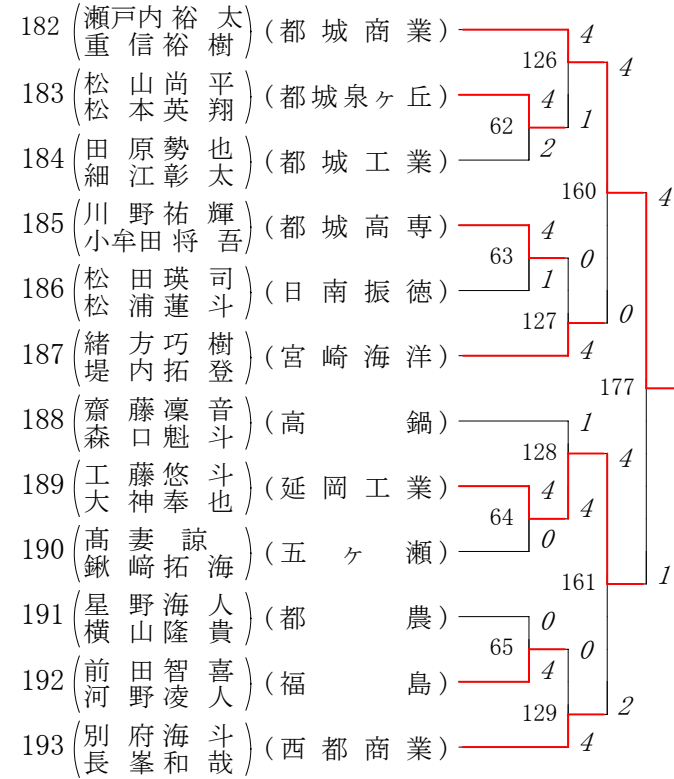 182 (瀬戸内 裕 太 重 信 裕 樹) (都 城 商 業) 4
126 4
183 (松 山 尚 平 松 本 英 翔) (都城泉ヶ丘) 4
62 1
184 (田 原 勢 也 細 江 彰 太) (都 城 工 業) 2
160 4
185 (川 野 祐 輝 小牟田 将 吾) (都 城 高 専) 4
63 0
186 (松 田 瑛 司 松 浦 蓮 斗) (日 南 振 徳) 1
127 0
187 (緒 方 巧 樹 堤 内 拓 登) (宮 崎 海 洋) 4
177
188 (齋 藤 凜 音 森 口 魁 斗) (高 鍋) 1
128 4
189 (工 藤 悠 斗 大 神 奉 也) (延 岡 工 業) 4
64 4
190 (髙 妻 諒 鍬 﨑 拓 海) (五 ヶ 瀬) 0
161 1
191 (星 野 海 人 横 山 隆 貴) (都 農) 0
65 0
192 (前 田 智 喜 河 野 凌 人) (福 島) 4
129 2
193 (別 府 海 斗 長 峯 和 哉) (西 都 商 業) 4